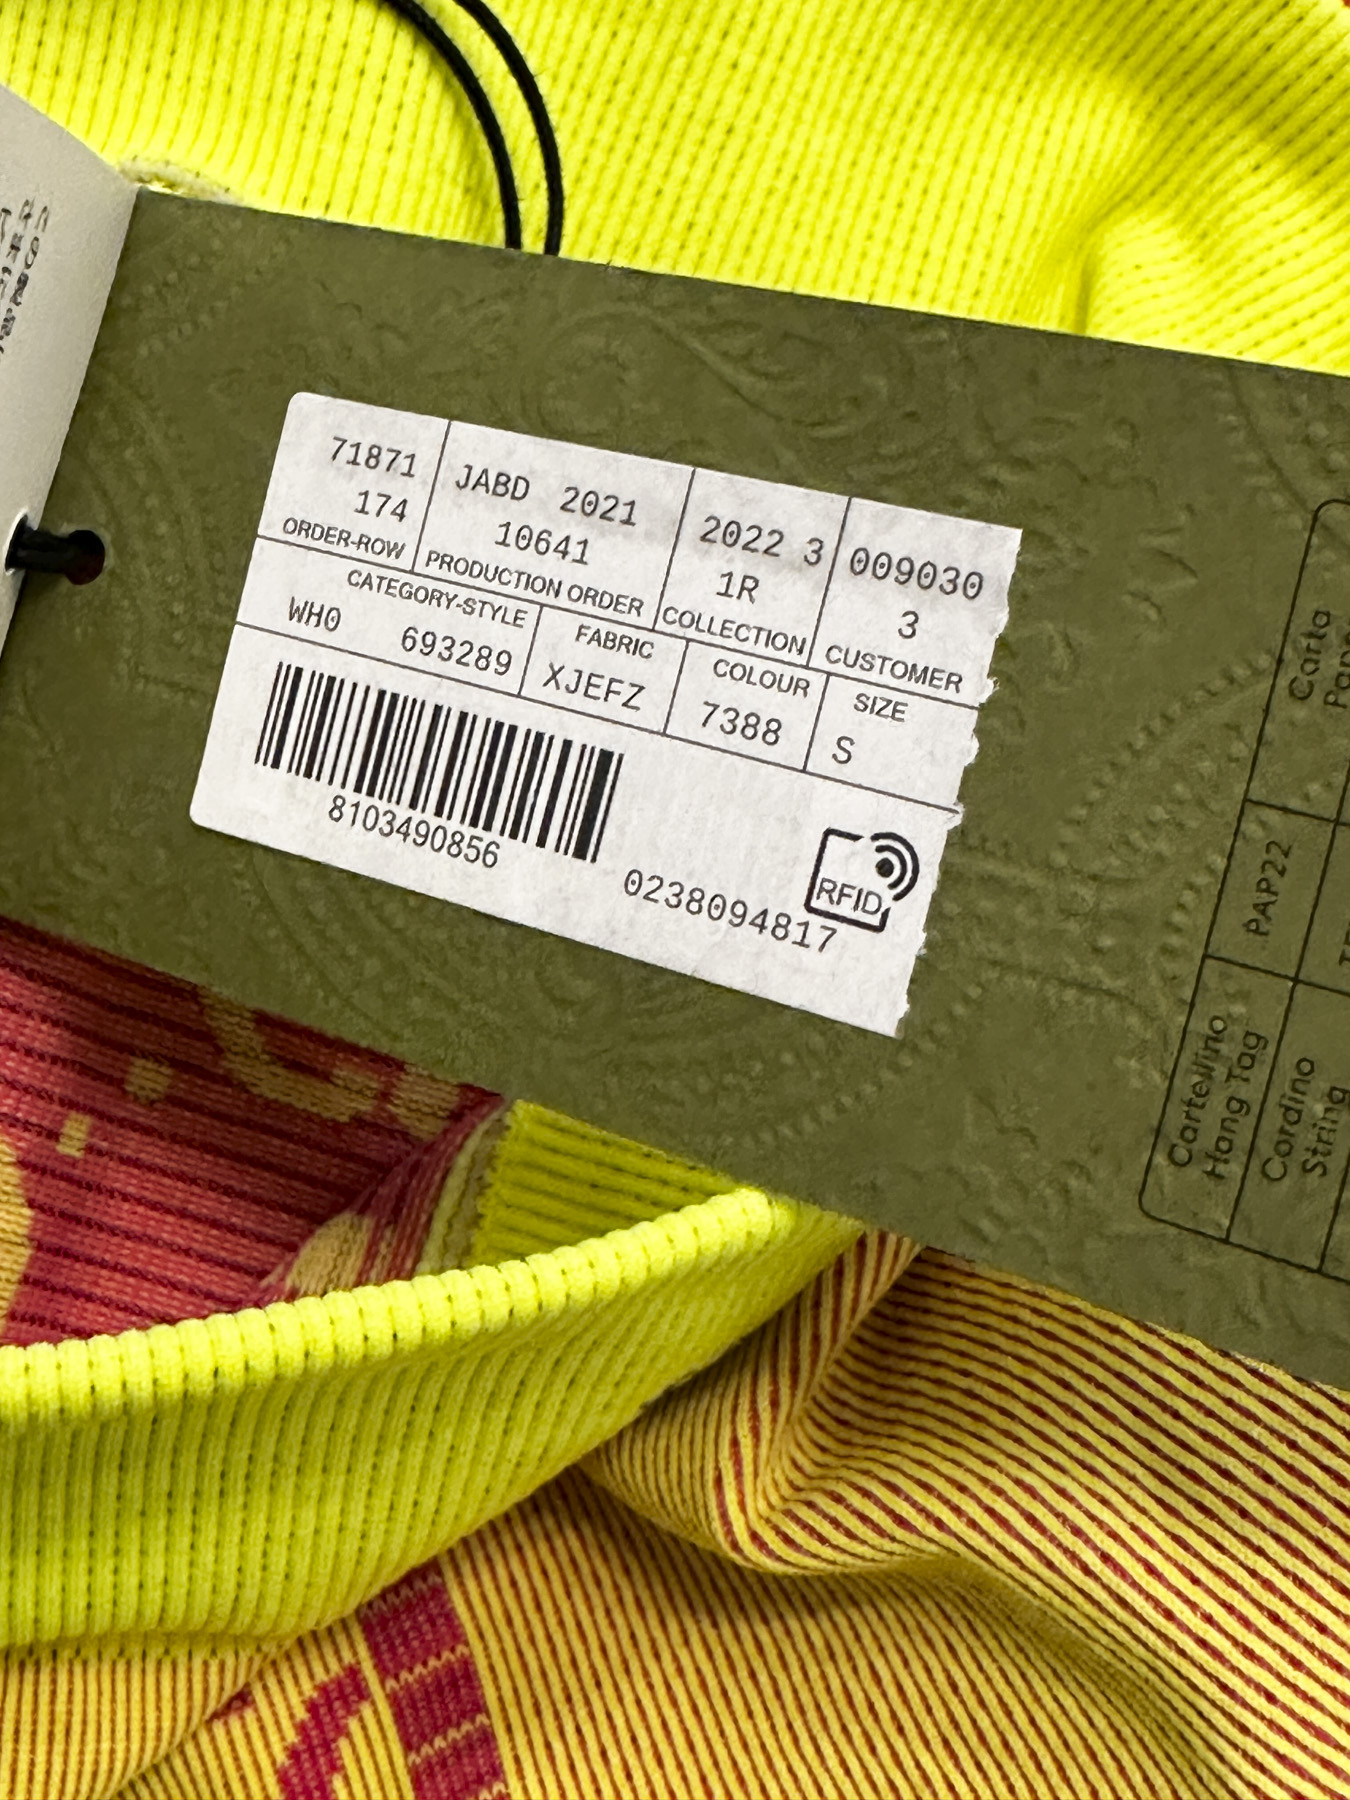 71871
174
ORDER-ROW
JABD 2021
10641
PRODUCTION ORDER
2022 3
1R
COLLECTION
009030
3
CUSTOMER
CATEGORY-STYLE
WH0 693289
FABRIC
XJEFZ
COLOUR
7388
SIZE
S
8103490856
0238094817
RFID
Cartellino
Hang Tag
PAP22
Carta
Cordino
String